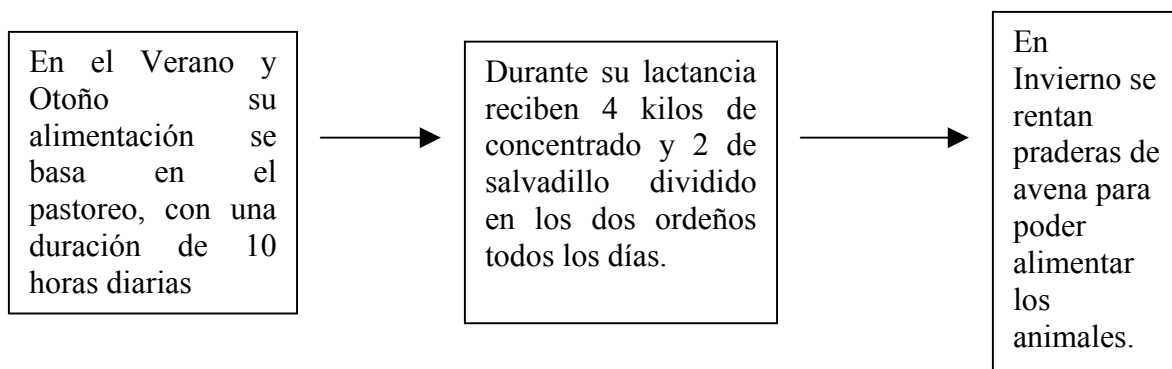 En el Verano y
Otoño su
alimentación se
basa en el
pastoreo, con una
duración de 10
horas diarias
Durante su lactancia
reciben 4 kilos de
concentrado y 2 de
salvadillo dividido
en los dos ordeños
todos los días.
En
Invierno se
rentan
praderas de
avena para
poder
alimentar
los
animales.